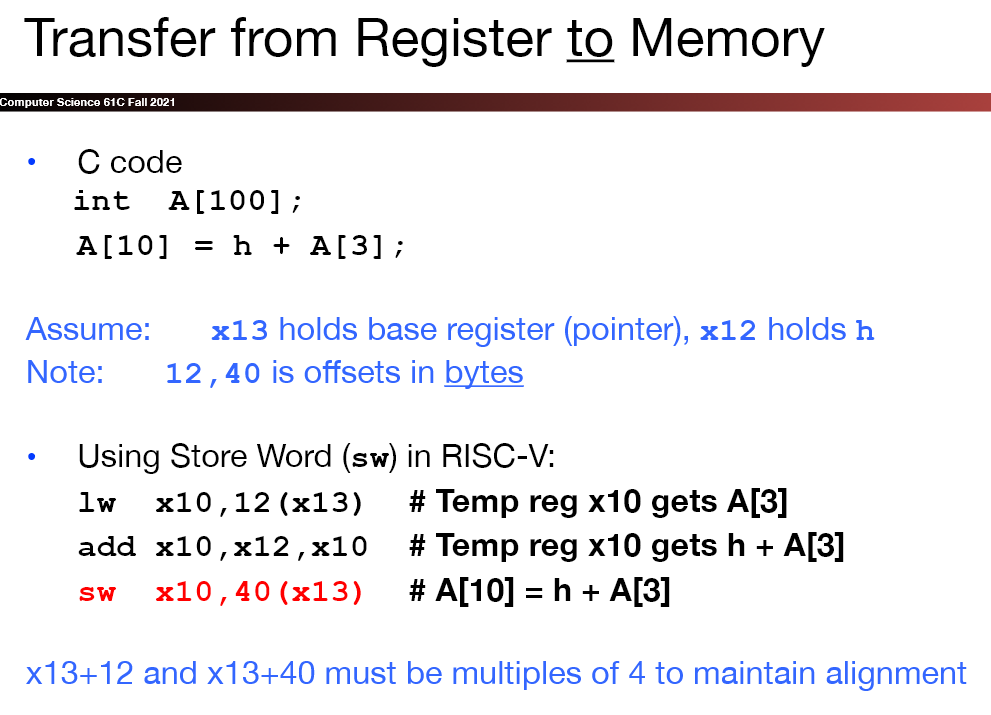 Transfer from Register to Memory
Computer Science 61C Fall 2021
• C code
int A[100];
A[10] = h + A[3];
Assume: x13 holds base register (pointer), x12 holds h
Note: 12,40 is offsets in bytes
• Using Store Word (sw) in RISC-V:
lw x10,12(x13) # Temp reg x10 gets A[3]
add x10,x12,x10 # Temp reg x10 gets h + A[3]
sw x10,40(x13) # A[10] = h + A[3]
x13+12 and x13+40 must be multiples of 4 to maintain alignment